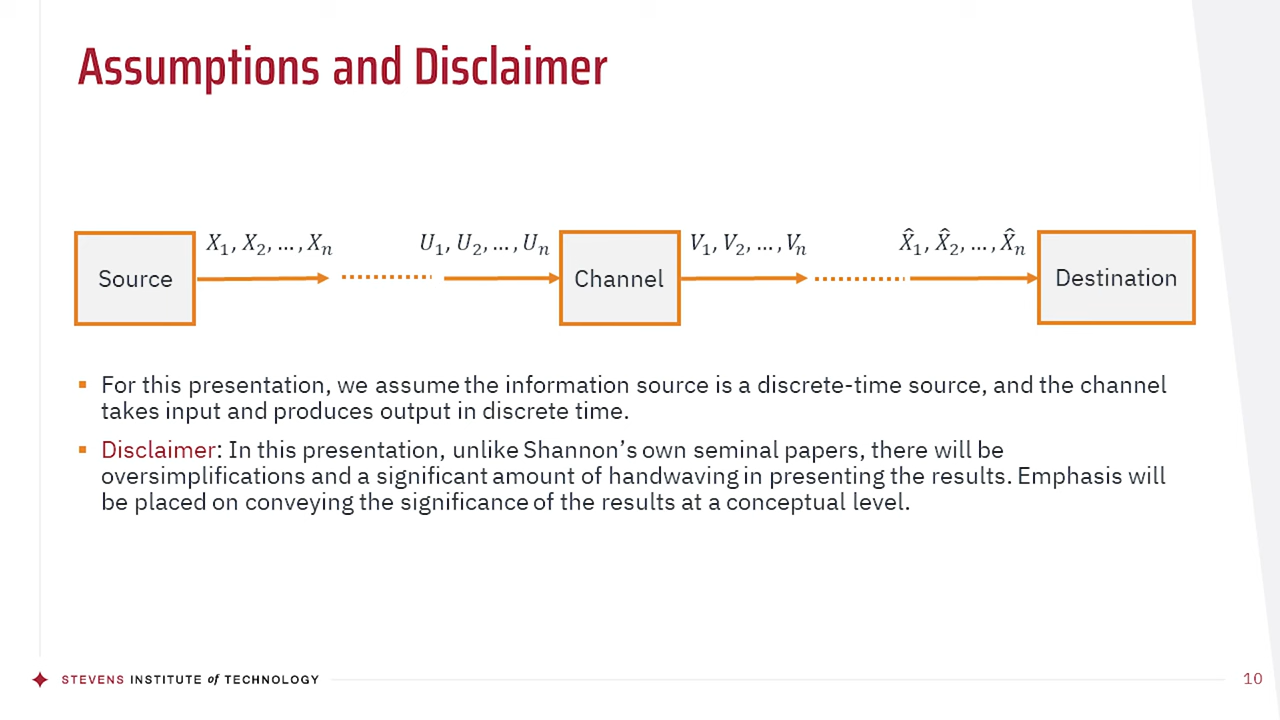 Assumptions and Disclaimer
X₁, X₂, …, Xₙ
U₁, U₂, …, Uₙ
V₁, V₂, …, Vₙ
X̂₁, X̂₂, …, X̂ₙ
Source
Channel
Destination
▪ For this presentation, we assume the information source is a discrete-time source, and the channel
takes input and produces output in discrete time.
▪ Disclaimer: In this presentation, unlike Shannon’s own seminal papers, there will be
oversimplifications and a significant amount of handwaving in presenting the results. Emphasis will
be placed on conveying the significance of the results at a conceptual level.
STEVENS INSTITUTE of TECHNOLOGY
10